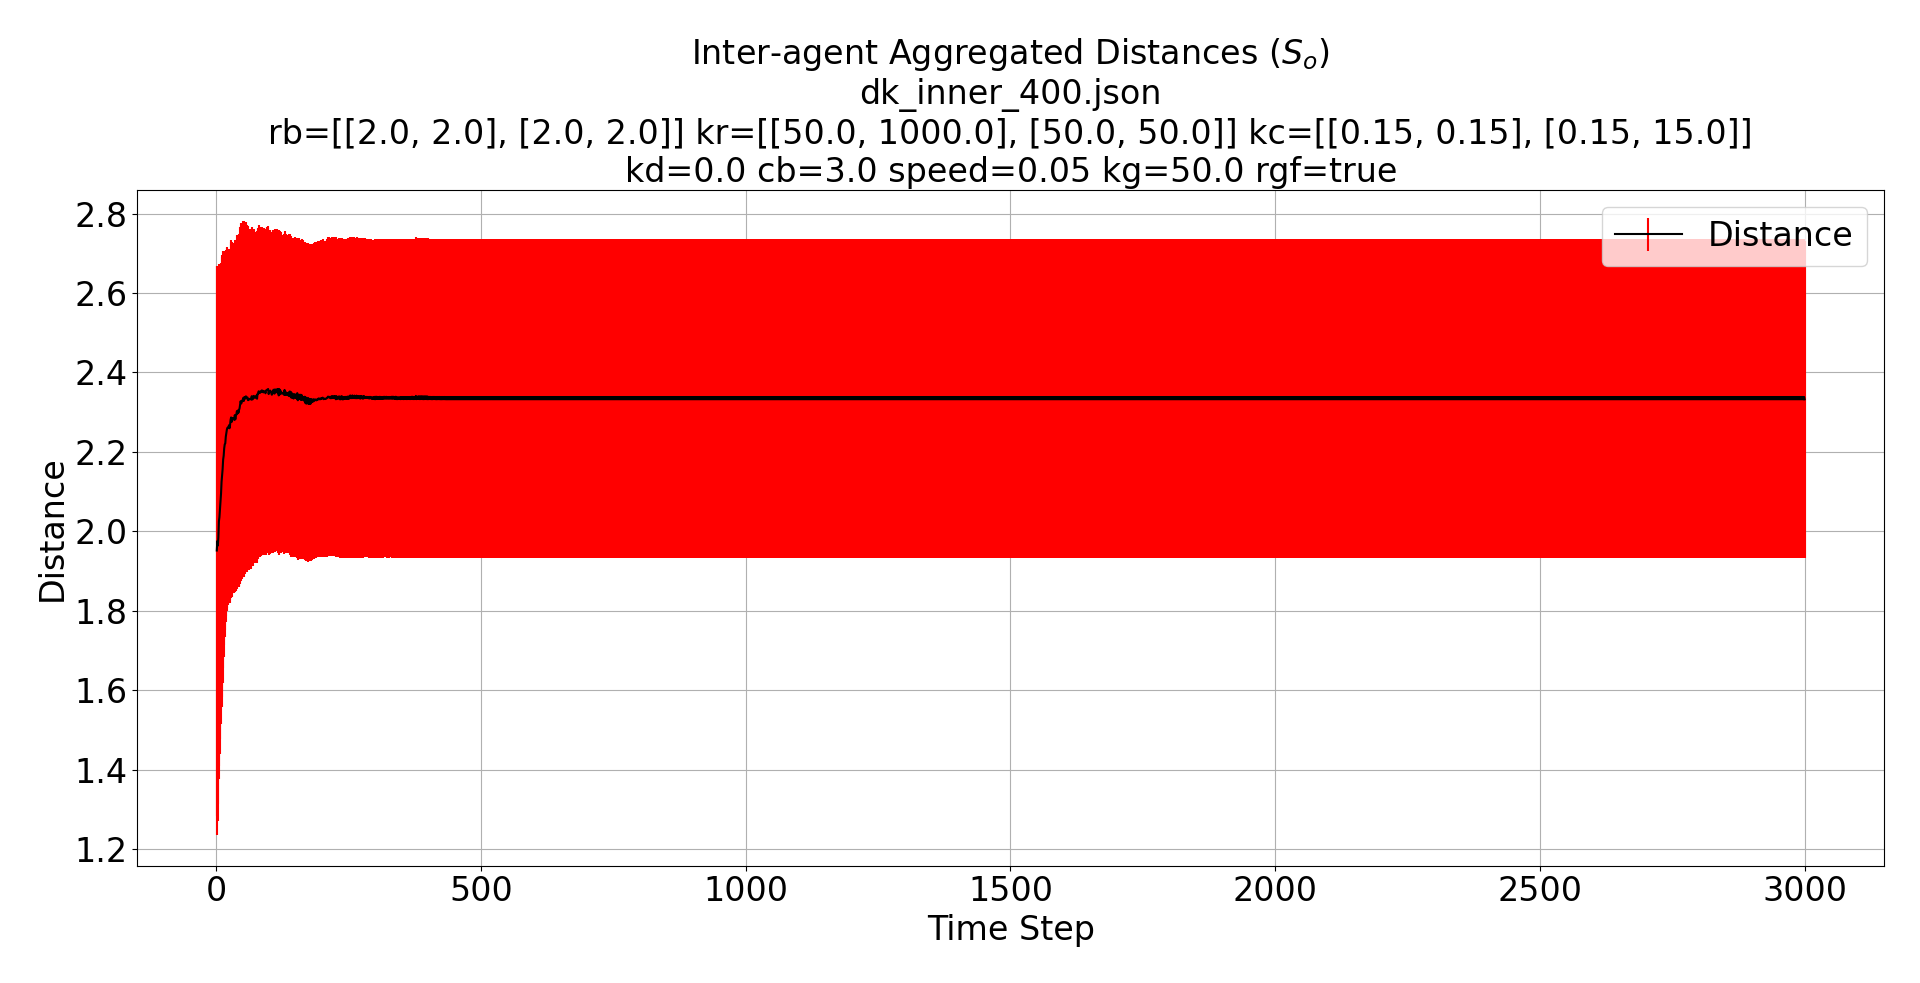 Inter-agent Aggregated Distances (Sₒ)
dk_inner_400.json
rb=[[2.0, 2.0], [2.0, 2.0]] kr=[[50.0, 1000.0], [50.0, 50.0]] kc=[[0.15, 0.15], [0.15, 15.0]]
kd=0.0 cb=3.0 speed=0.05 kg=50.0 rgf=true
Distance
2.8
2.6
2.4
2.2
2.0
1.8
1.6
1.4
1.2
Distance
0 500 1000 1500 2000 2500 3000
Time Step